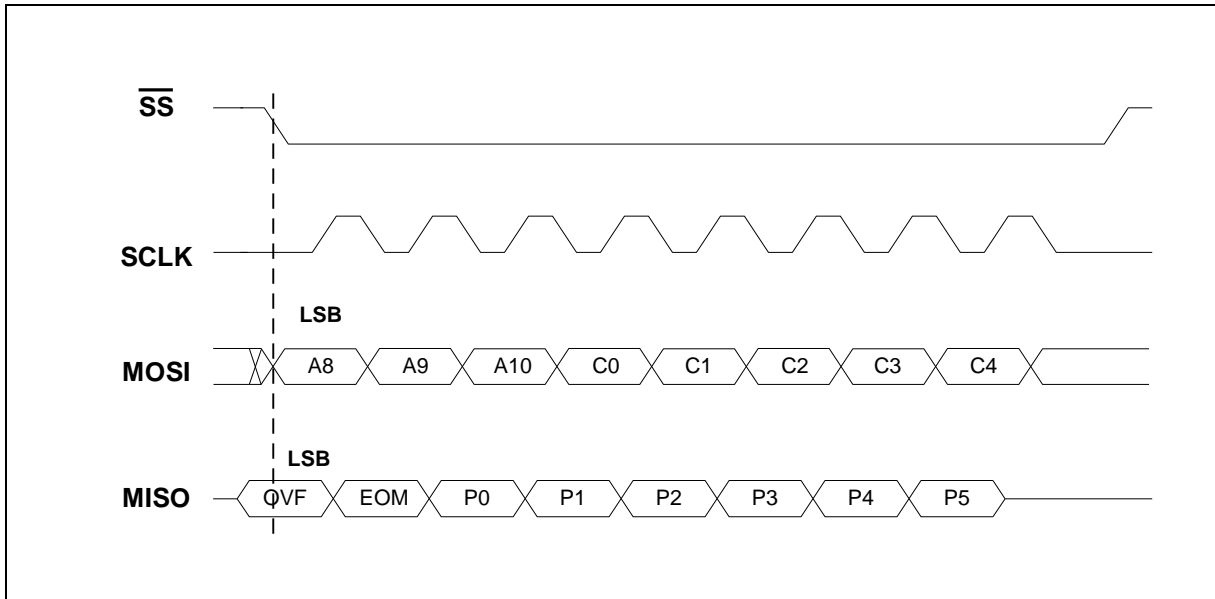 SS
SCLK
LSB
MOSI A8 A9 A10 C0 C1 C2 C3 C4
LSB
MISO OVF EOM P0 P1 P2 P3 P4 P5